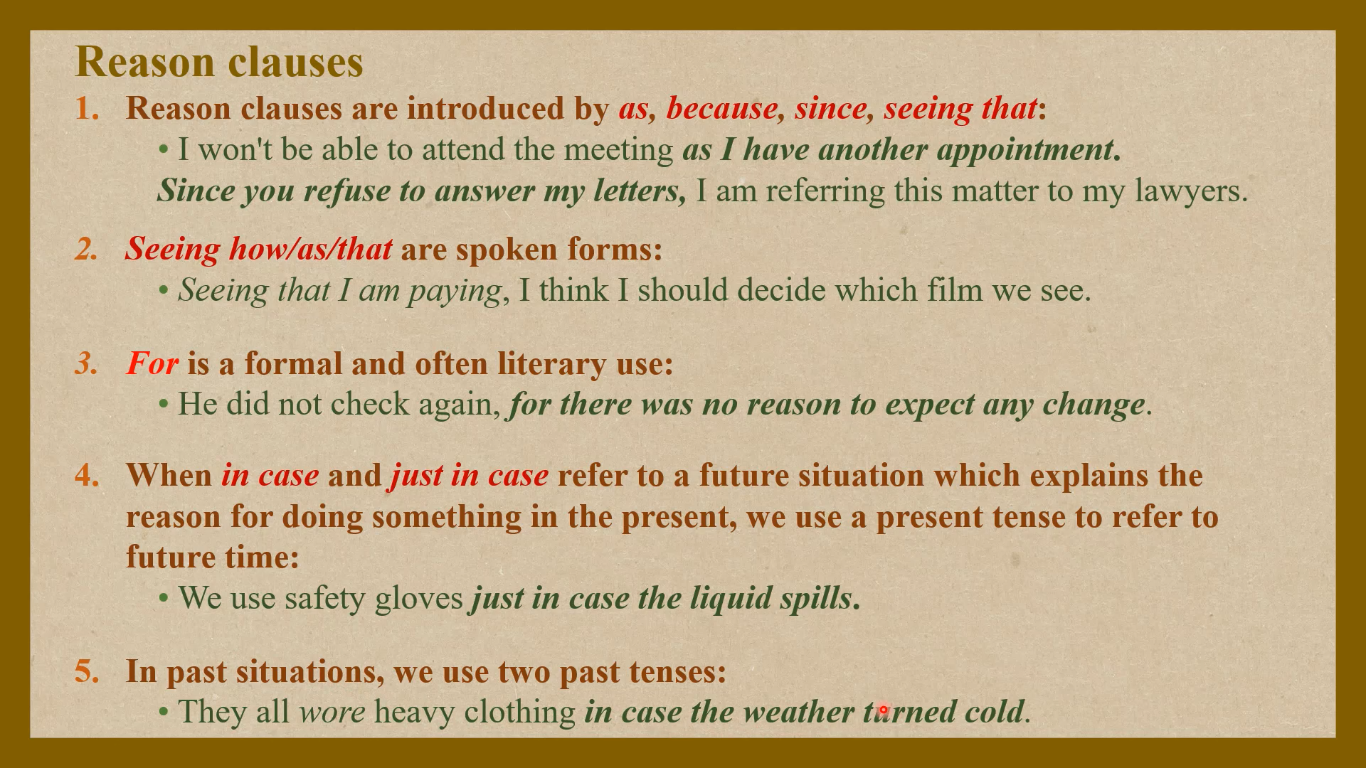 Reason clauses
1. Reason clauses are introduced by as, because, since, seeing that:
• I won't be able to attend the meeting as I have another appointment.
Since you refuse to answer my letters, I am referring this matter to my lawyers.
2. Seeing how/as/that are spoken forms:
• Seeing that I am paying, I think I should decide which film we see.
3. For is a formal and often literary use:
• He did not check again, for there was no reason to expect any change.
4. When in case and just in case refer to a future situation which explains the
reason for doing something in the present, we use a present tense to refer to
future time:
• We use safety gloves just in case the liquid spills.
5. In past situations, we use two past tenses:
• They all wore heavy clothing in case the weather turned cold.